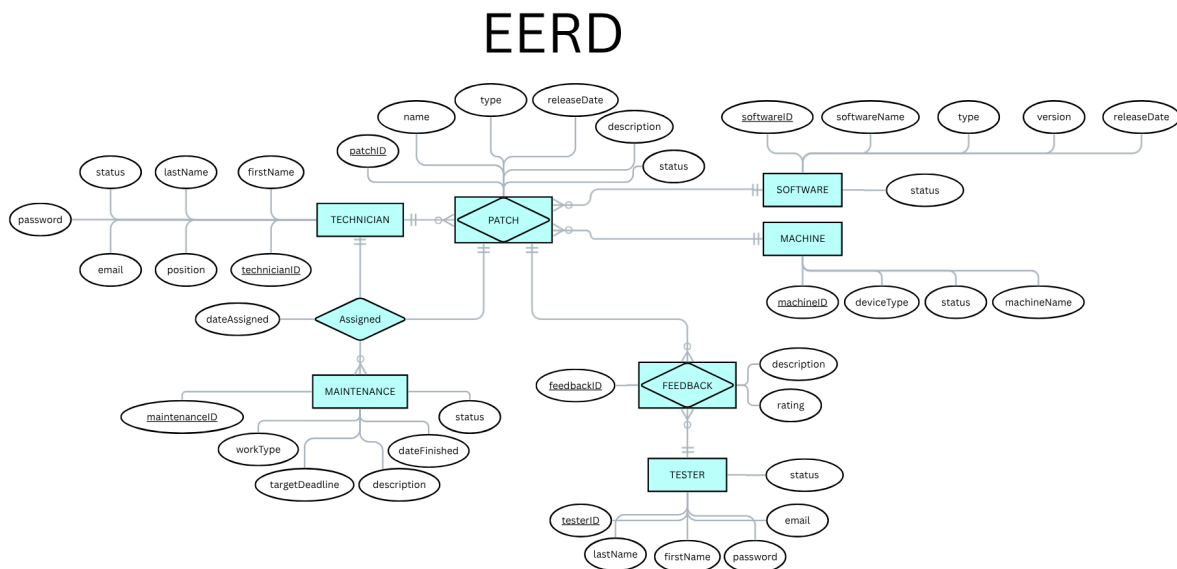 EERD
type
releaseDate
name
description
patchID
status
softwareID
softwareName
type
version
releaseDate
status
lastName
firstName
password
TECHNICIAN
PATCH
SOFTWARE
status
MACHINE
email
position
technicianID
machineID
deviceType
status
machineName
dateAssigned
Assigned
description
feedbackID
FEEDBACK
rating
MAINTENANCE
maintenanceID
status
workType
dateFinished
targetDeadline
description
TESTER
status
testerID
email
lastName
firstName
password